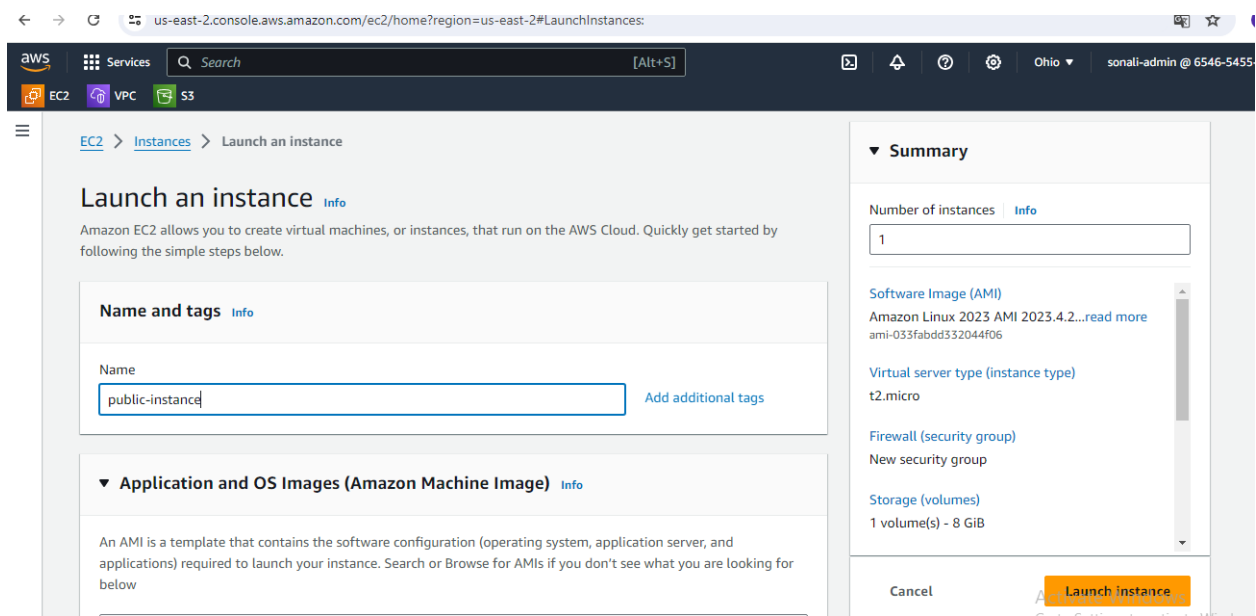 us-east-2.console.aws.amazon.com/ec2/home?region=us-east-2#LaunchInstances:
aws Services Search [Alt+S] Ohio ▼ sonali-admin @ 6546-5455-
EC2 VPC S3
EC2 > Instances > Launch an instance
Launch an instance Info
Amazon EC2 allows you to create virtual machines, or instances, that run on the AWS Cloud. Quickly get started by
following the simple steps below.
Name and tags Info
Name
public-instance
Add additional tags
▼ Application and OS Images (Amazon Machine Image) Info
An AMI is a template that contains the software configuration (operating system, application server, and
applications) required to launch your instance. Search or Browse for AMIs if you don't see what you are looking for
below
▼ Summary
Number of instances Info
1
Software Image (AMI)
Amazon Linux 2023 AMI 2023.4.2...read more
ami-033fabdd332044f06
Virtual server type (instance type)
t2.micro
Firewall (security group)
New security group
Storage (volumes)
1 volume(s) - 8 GiB
Cancel
Launch instance